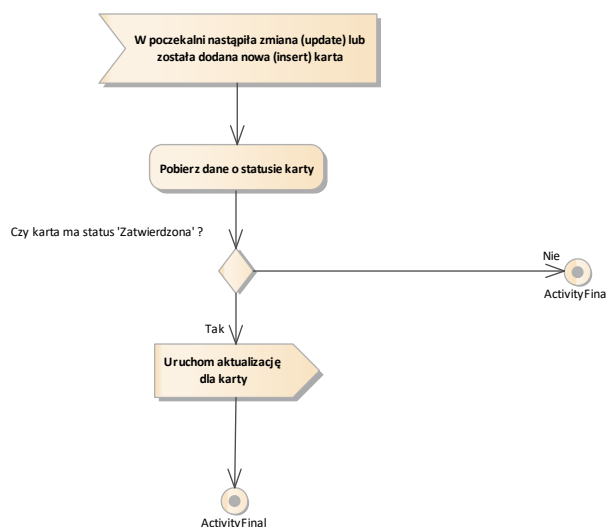 W poczekalni nastąpiła zmiana (update) lub
została dodana nowa (insert) karta
Pobierz dane o statusie karty
Czy karta ma status 'Zatwierdzona' ?
Nie
ActivityFina
Tak
Uruchom aktualizację
dla karty
ActivityFinal